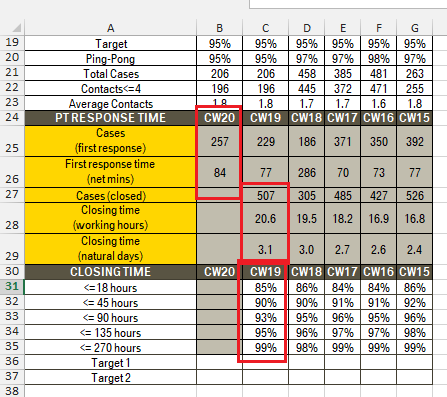 A B C D E F G
19 Target 95% 95% 95% 95% 95% 95%
20 Ping-Pong 95% 95% 97% 97% 98% 97%
21 Total Cases 206 206 458 385 481 263
22 Contacts<=4 196 196 445 372 471 255
23 Average Contacts 1.8 1.8 1.7 1.7 1.6 1.8
24 PT RESPONSE TIME CW20 CW19 CW18 CW17 CW16 CW15
Cases
25 (first response) 257 229 186 371 350 392
First response time
26 (net mins) 84 77 286 70 73 77
27 Cases (closed) 507 305 485 427 526
Closing time
28 (working hours) 20.6 19.5 18.2 16.9 16.8
Closing time
29 (natural days) 3.1 3.0 2.7 2.6 2.4
30 CLOSING TIME CW20 CW19 CW18 CW17 CW16 CW15
31 <=18 hours 85% 86% 84% 84% 86%
32 <= 45 hours 90% 90% 91% 91% 92%
33 <= 90 hours 93% 95% 96% 95% 96%
34 <= 135 hours 95% 96% 97% 97% 98%
35 <= 270 hours 99% 98% 99% 99% 99%
36 Target 1
37 Target 2
38